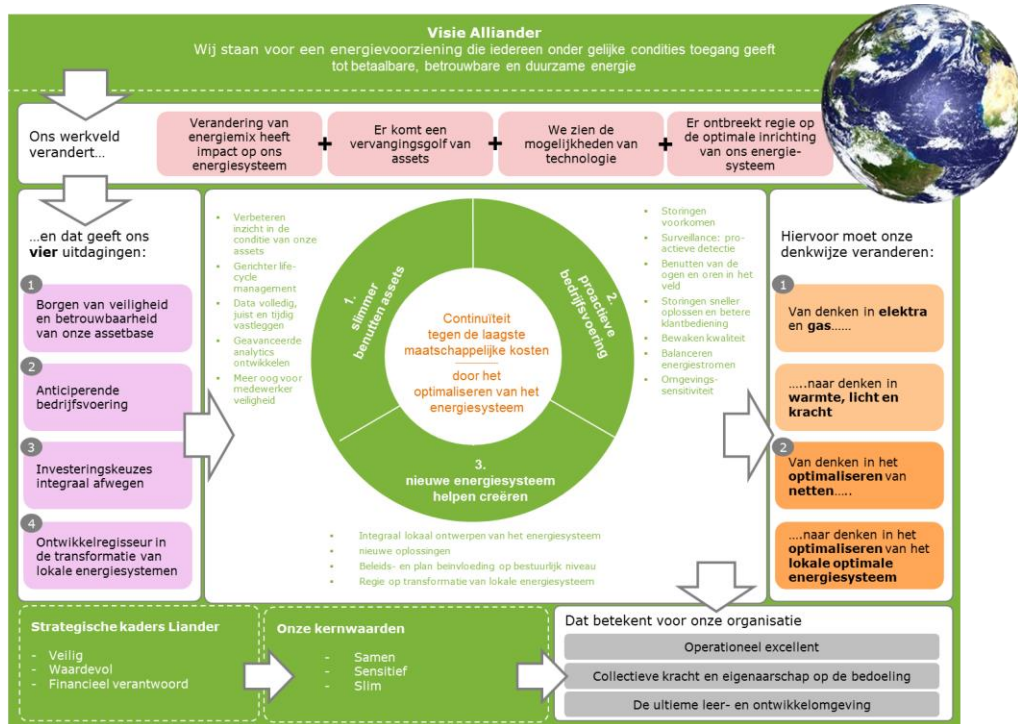 Visie Alliander
Wij staan voor een energievoorziening die iedereen onder gelijke condities toegang geeft
tot betaalbare, betrouwbare en duurzame energie
Ons werkveld
verandert...
Verandering van
energiemix heeft
impact op ons
energiesysteem
+
Er komt een
vervangingsgolf van
assets
+
We zien de
mogelijkheden van
technologie
+
Er ontbreekt regie op
de optimale inrichting
van ons energie-
systeem
...en dat geeft ons
vier uitdagingen:
1
Borgen van veiligheid
en betrouwbaarheid
van onze assetbase
2
Anticiperende
bedrijfsvoering
3
Investeringskeuzes
integraal afwegen
4
Ontwikkelregisseur in
de transformatie van
lokale energiesystemen
• Verbeteren
inzicht in de
conditie van onze
assets
• Gerichter life-
cycle
management
• Data volledig,
juist en tijdig
vastleggen
• Geavanceerde
analytics
ontwikkelen
• Meer oog voor
medewerker
veiligheid
1.
slimmer
benutten assets
2.
proactieve
bedrijfsvoering
Continuïteit
tegen de laagste
maatschappelijke kosten
door het
optimaliseren van het
energiesysteem
3.
nieuwe energiesysteem
helpen creëren
• Storingen
voorkomen
• Surveillance: pro-
actieve detectie
• Benutten van de
ogen en oren in het
veld
• Storingen sneller
oplossen en betere
klantbediening
• Bewaken kwaliteit
• Balanceren
energiestromen
• Omgevings-
sensitiviteit
• Integraal lokaal ontwerpen van het energiesysteem
• nieuwe oplossingen
• Beleids- en plan beinvloeding op bestuurlijk niveau
• Regie op transformatie van lokale energiesysteem
Hiervoor moet onze
denkwijze veranderen:
1
Van denken in elektra
en gas......
.....naar denken in
warmte, licht en
kracht
2
Van denken in het
optimaliseren van
netten.....
....naar denken in het
optimaliseren van het
lokale optimale
energiesysteem
Strategische kaders Liander
- Veilig
- Waardevol
- Financieel verantwoord
Onze kernwaarden
- Samen
- Sensitief
- Slim
Dat betekent voor onze organisatie
Operationeel excellent
Collectieve kracht en eigenaarschap op de bedoeling
De ultieme leer- en ontwikkelomgeving